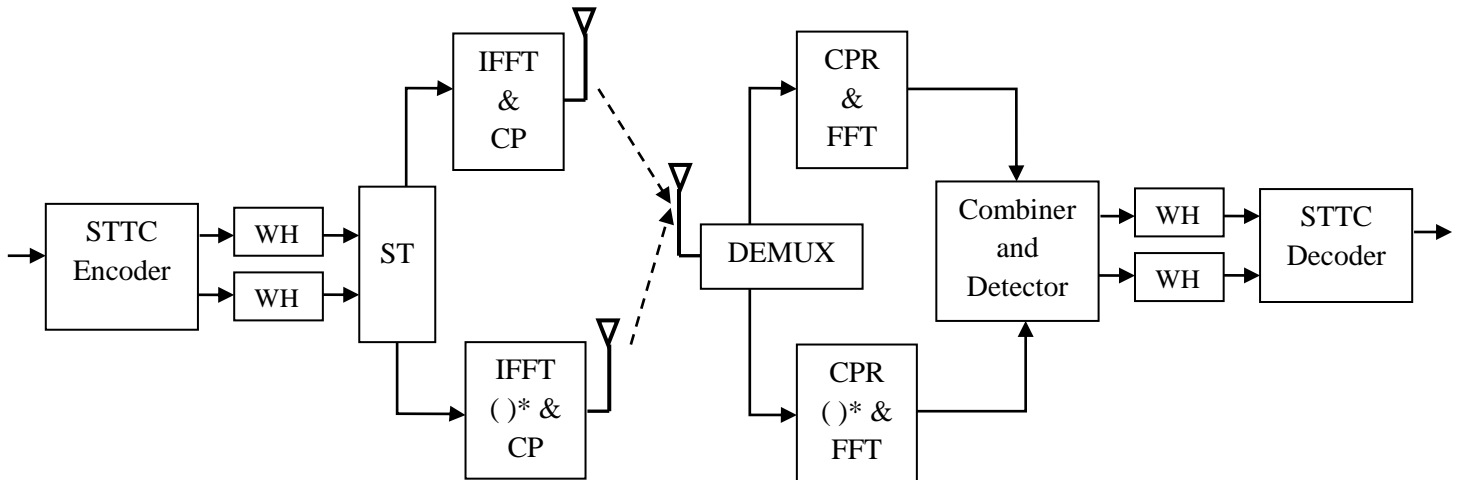 STTC
Encoder
WH
WH
ST
IFFT
&
CP
IFFT
( )* &
CP
DEMUX
CPR
&
FFT
CPR
( )* &
FFT
Combiner
and
Detector
WH
WH
STTC
Decoder